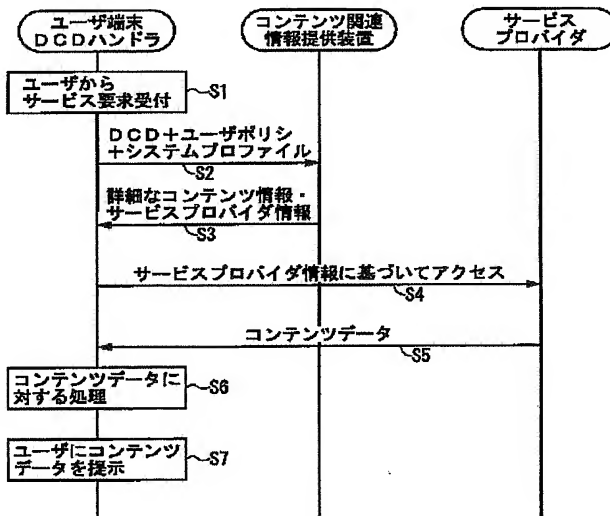 ユーザ端末
DCDハンドラ
コンテンツ関連
情報提供装置
サービス
プロバイダ
ユーザから
サービス要求受付
S1
DCD+ユーザポリシ
+システムプロファイル
S2
詳細なコンテンツ情報・
サービスプロバイダ情報
S3
サービスプロバイダ情報に基づいてアクセス
S4
コンテンツデータ
S5
コンテンツデータに
対する処理
S6
ユーザにコンテンツ
データを提示
S7